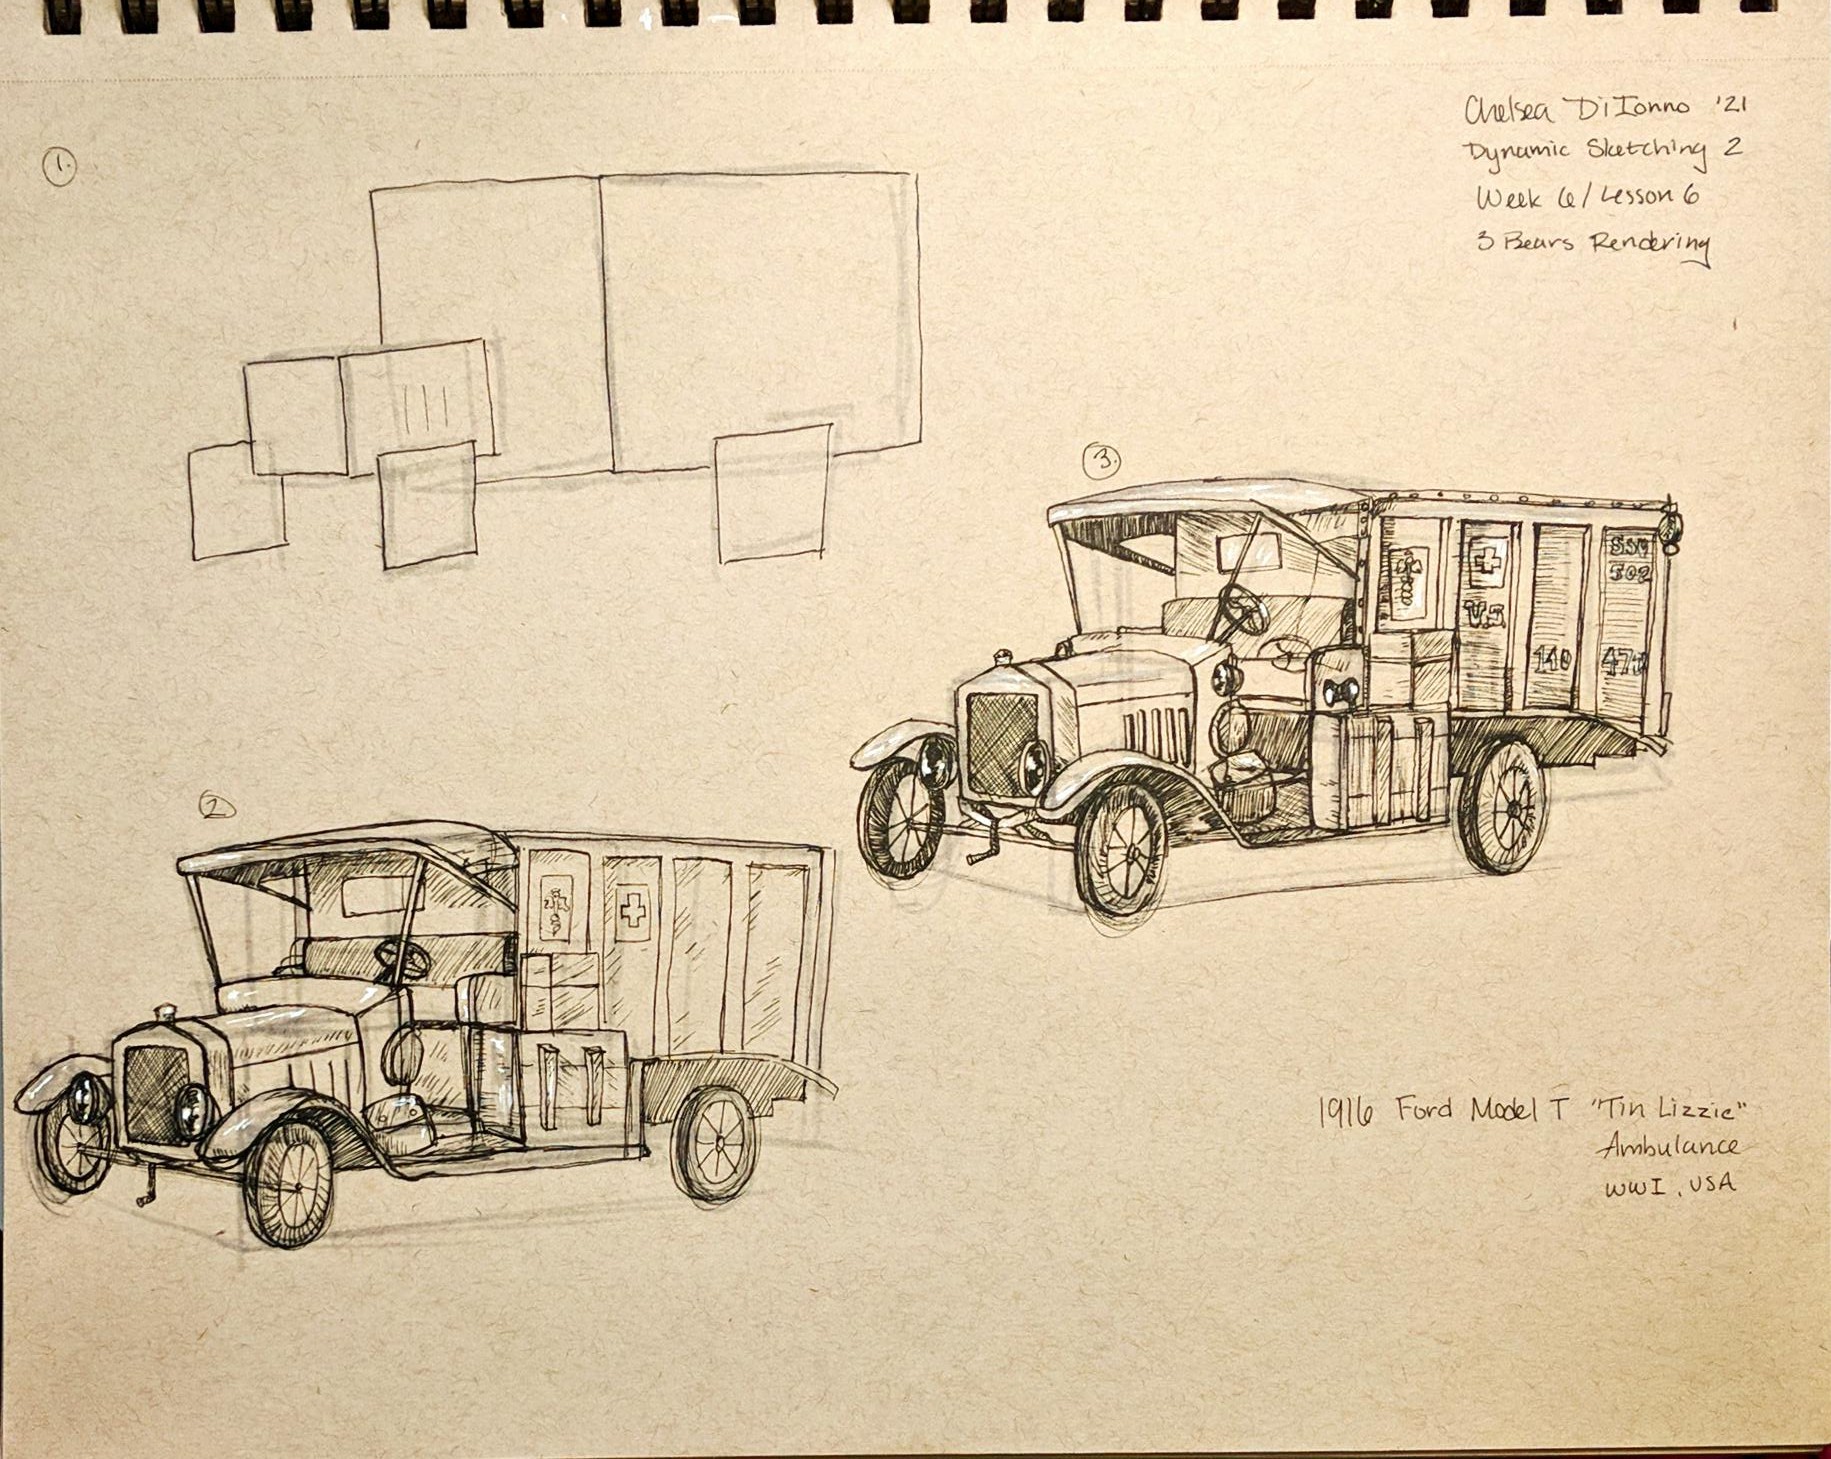 1.
Chelsea DiIonno '21
Dynamic Sketching 2
Week 6/Lesson 6
3 Bears Rendering
3.
U.S.
SSU
502
140
2
1916 Ford Model T "Tin Lizzie"
Ambulance
WWI, USA